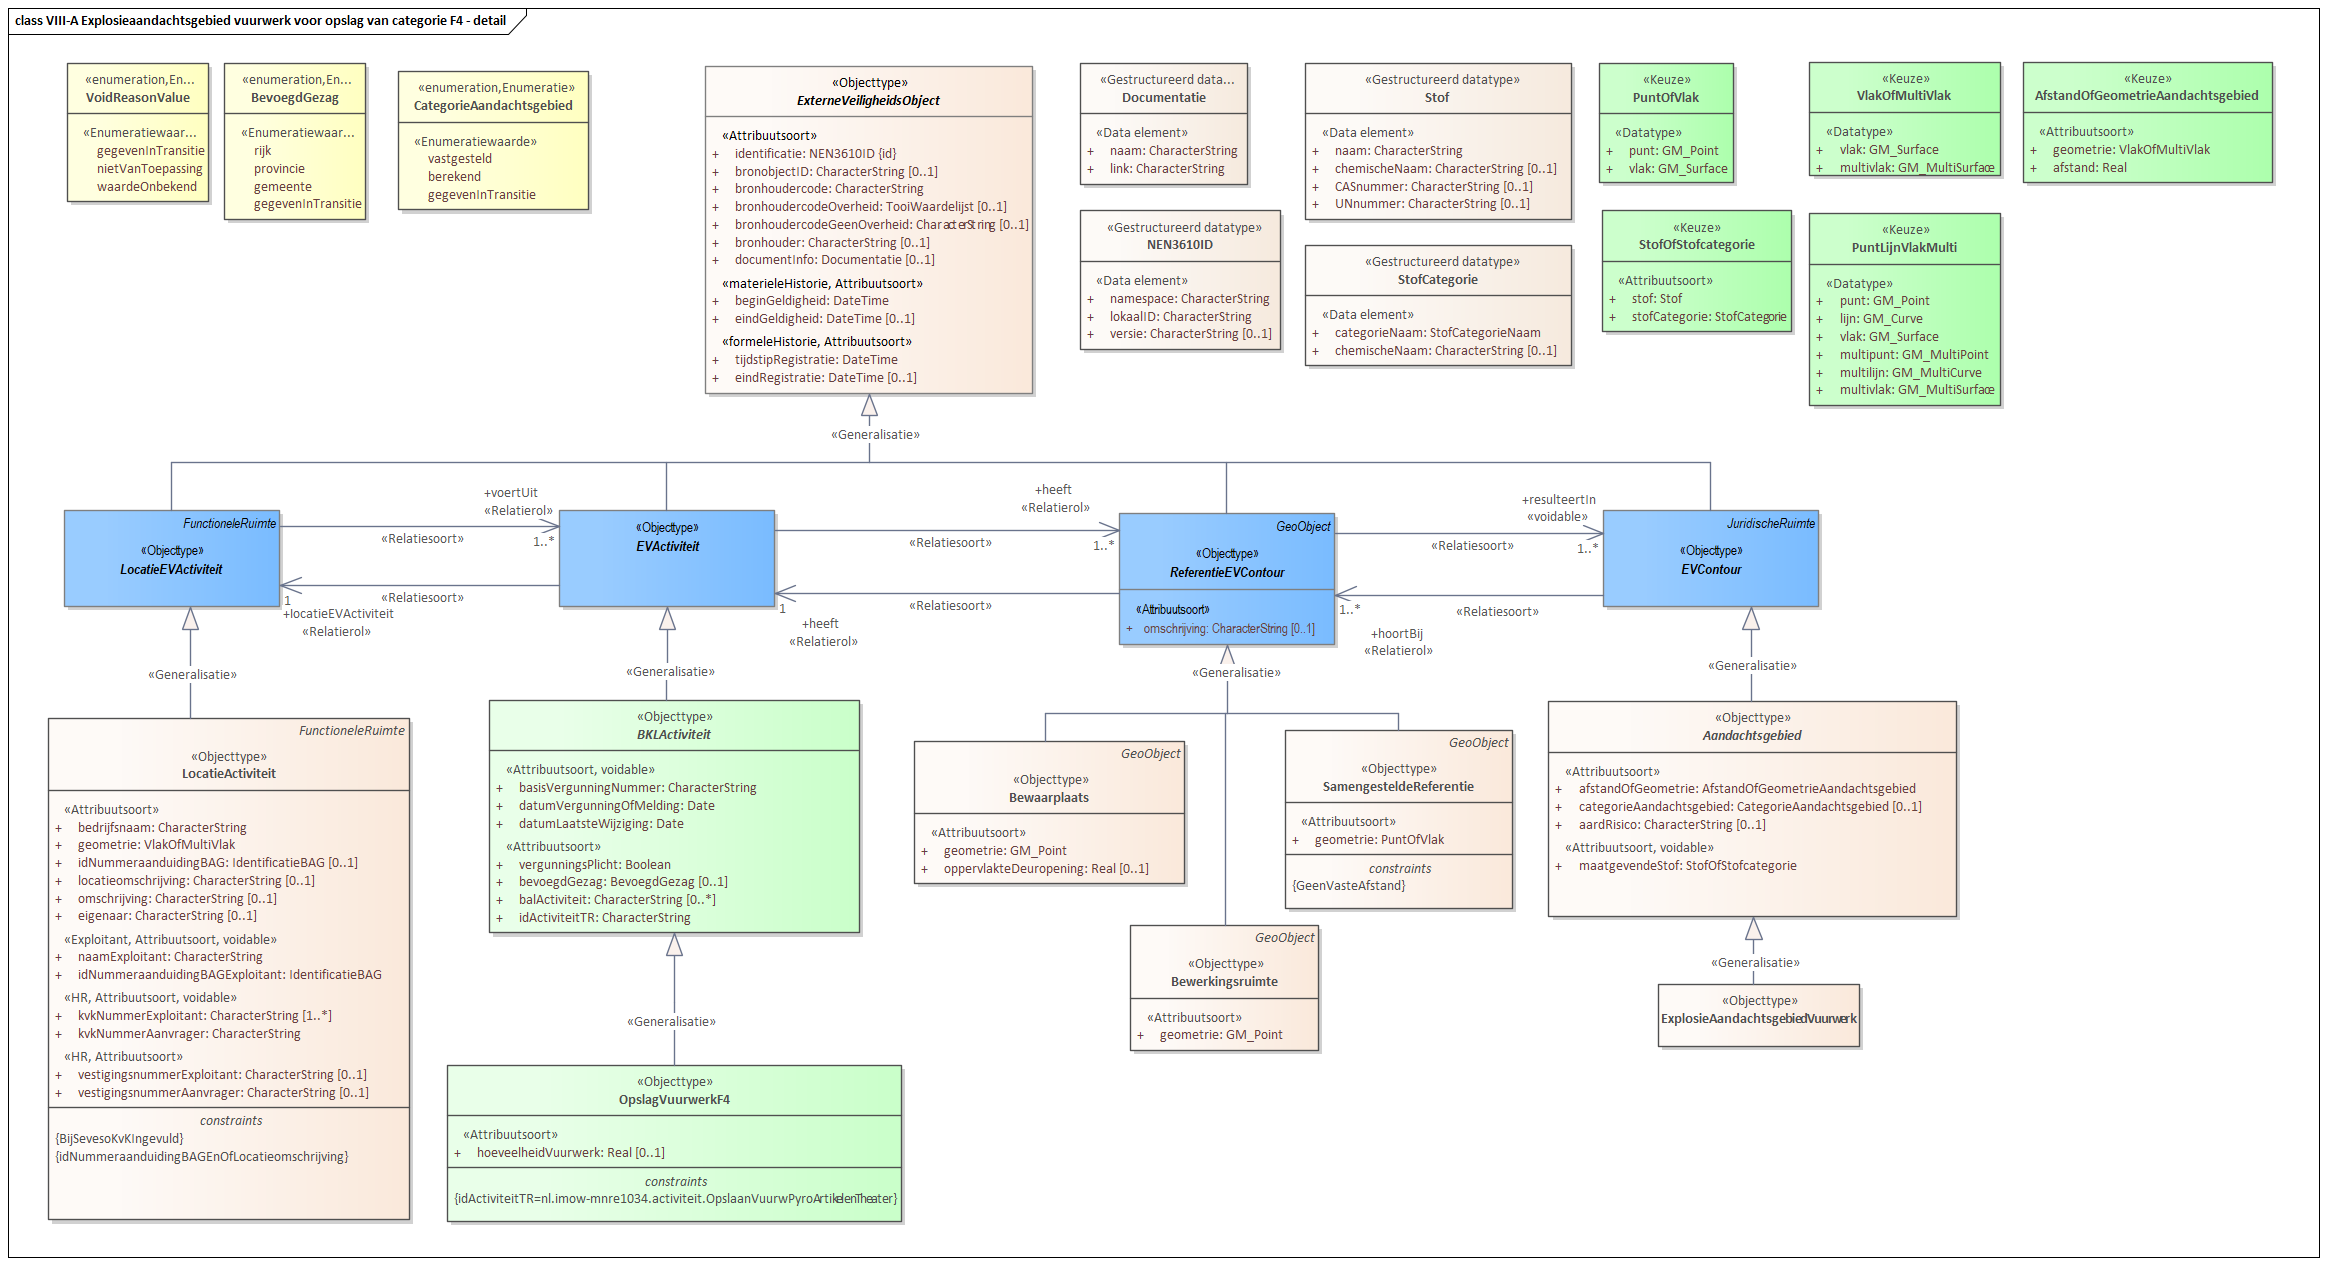 class VIII-A Explosieaandachtsgebied vuurwerk voor opslag van categorie F4 - detail
«enumeration,En...
VoidReasonValue
«Enumeratiewaar...
gegevenInTransitie
nietVanToepassing
waardeOnbekend
«enumeration,En...
BevoegdGezag
«Enumeratiewaar...
rijk
provincie
gemeente
gegevenInTransitie
«enumeration,Enumeratie»
CategorieAandachtsgebied
«Enumeratiewaarde»
vastgesteld
berekend
gegevenInTransitie
«Objecttype»
ExterneVeiligheidsObject
«Attribuutsoort»
+ identificatie: NEN3610ID {id}
+ bronobjectID: CharacterString [0..1]
+ bronhoudercode: CharacterString
+ bronhoudercodeOverheid: TooiWaardelijst [0..1]
+ bronhoudercodeGeenOverheid: CharacterString [0..1]
+ bronhouder: CharacterString [0..1]
+ documentInfo: Documentatie [0..1]
«materieleHistorie, Attribuutsoort»
+ beginGeldigheid: DateTime
+ eindGeldigheid: DateTime [0..1]
«formeleHistorie, Attribuutsoort»
+ tijdstipRegistratie: DateTime
+ eindRegistratie: DateTime [0..1]
«Gestructureerd data...
Documentatie
«Data element»
+ naam: CharacterString
+ link: CharacterString
«Gestructureerd datatype»
NEN3610ID
«Data element»
+ namespace: CharacterString
+ lokaalID: CharacterString
+ versie: CharacterString [0..1]
«Gestructureerd datatype»
Stof
«Data element»
+ naam: CharacterString
+ chemischeNaam: CharacterString [0..1]
+ CASnummer: CharacterString [0..1]
+ UNnummer: CharacterString [0..1]
«Gestructureerd datatype»
StofCategorie
«Data element»
+ categorieNaam: StofCategorieNaam
+ chemischeNaam: CharacterString [0..1]
«Keuze»
PuntOfVlak
«Datatype»
+ punt: GM_Point
+ vlak: GM_Surface
«Keuze»
StofOfStofcategorie
«Attribuutsoort»
+ stof: Stof
+ stofCategorie: StofCategorie
«Keuze»
VlakOfMultiVlak
«Datatype»
+ vlak: GM_Surface
+ multivlak: GM_MultiSurface
«Keuze»
PuntLijnVlakMulti
«Datatype»
+ punt: GM_Point
+ lijn: GM_Curve
+ vlak: GM_Surface
+ multipunt: GM_MultiPoint
+ multilijn: GM_MultiCurve
+ multivlak: GM_MultiSurface
«Keuze»
AfstandOfGeometrieAandachtsgebied
«Attribuutsoort»
+ geometrie: VlakOfMultiVlak
+ afstand: Real
«Generalisatie»
FunctioneleRuimte
«Objecttype»
LocatieEVActiviteit
+voertUit
«Relatierol»
«Relatiesoort»
1..*
«Relatiesoort»
1
+locatieEVActiviteit
«Relatierol»
«Objecttype»
EVActiviteit
+heeft
«Relatierol»
«Relatiesoort»
1..*
«Relatiesoort»
1
+heeft
«Relatierol»
GeoObject
«Objecttype»
ReferentieEVContour
«Attribuutsoort»
+ omschrijving: CharacterString [0..1]
+resulteertIn
«voidable»
«Relatiesoort»
1..*
«Relatiesoort»
1..*
+hoortBij
«Relatierol»
JuridischeRuimte
«Objecttype»
EVContour
«Generalisatie»
«Generalisatie»
«Generalisatie»
«Generalisatie»
FunctioneleRuimte
«Objecttype»
LocatieActiviteit
«Attribuutsoort»
+ bedrijfsnaam: CharacterString
+ geometrie: VlakOfMultiVlak
+ idNummeraanduidingBAG: IdentificatieBAG [0..1]
+ locatieomschrijving: CharacterString [0..1]
+ omschrijving: CharacterString [0..1]
+ eigenaar: CharacterString [0..1]
«Exploitant, Attribuutsoort, voidable»
+ naamExploitant: CharacterString
+ idNummeraanduidingBAGExploitant: IdentificatieBAG
«HR, Attribuutsoort, voidable»
+ kvkNummerExploitant: CharacterString [1..*]
+ kvkNummerAanvrager: CharacterString
«HR, Attribuutsoort»
+ vestigingsnummerExploitant: CharacterString [0..1]
+ vestigingsnummerAanvrager: CharacterString [0..1]
constraints
{BijSevesoKvKIngevuld}
{idNummeraanduidingBAGEnOfLocatieomschrijving}
«Objecttype»
BKLActiviteit
«Attribuutsoort, voidable»
+ basisVergunningNummer: CharacterString
+ datumVergunningOfMelding: Date
+ datumLaatsteWijziging: Date
«Attribuutsoort»
+ vergunningsPlicht: Boolean
+ bevoegdGezag: BevoegdGezag [0..1]
+ balActiviteit: CharacterString [0..*]
+ idActiviteitTR: CharacterString
«Generalisatie»
«Objecttype»
OpslagVuurwerkF4
«Attribuutsoort»
+ hoeveelheidVuurwerk: Real [0..1]
constraints
{idActiviteitTR=nl.imow-mnre1034.activiteit.OpslaanVuurwPyroArtikelenTheater}
GeoObject
«Objecttype»
Bewaarplaats
«Attribuutsoort»
+ geometrie: GM_Point
+ oppervlakteDeuropening: Real [0..1]
GeoObject
«Objecttype»
SamengesteldeReferentie
«Attribuutsoort»
+ geometrie: PuntOfVlak
constraints
{GeenVasteAfstand}
GeoObject
«Objecttype»
Bewerkingsruimte
«Attribuutsoort»
+ geometrie: GM_Point
«Objecttype»
Aandachtsgebied
«Attribuutsoort»
+ afstandOfGeometrie: AfstandOfGeometrieAandachtsgebied
+ categorieAandachtsgebied: CategorieAandachtsgebied [0..1]
+ aardRisico: CharacterString [0..1]
«Attribuutsoort, voidable»
+ maatgevendeStof: StofOfStofcategorie
«Generalisatie»
«Objecttype»
ExplosieAandachtsgebiedVuurwerk